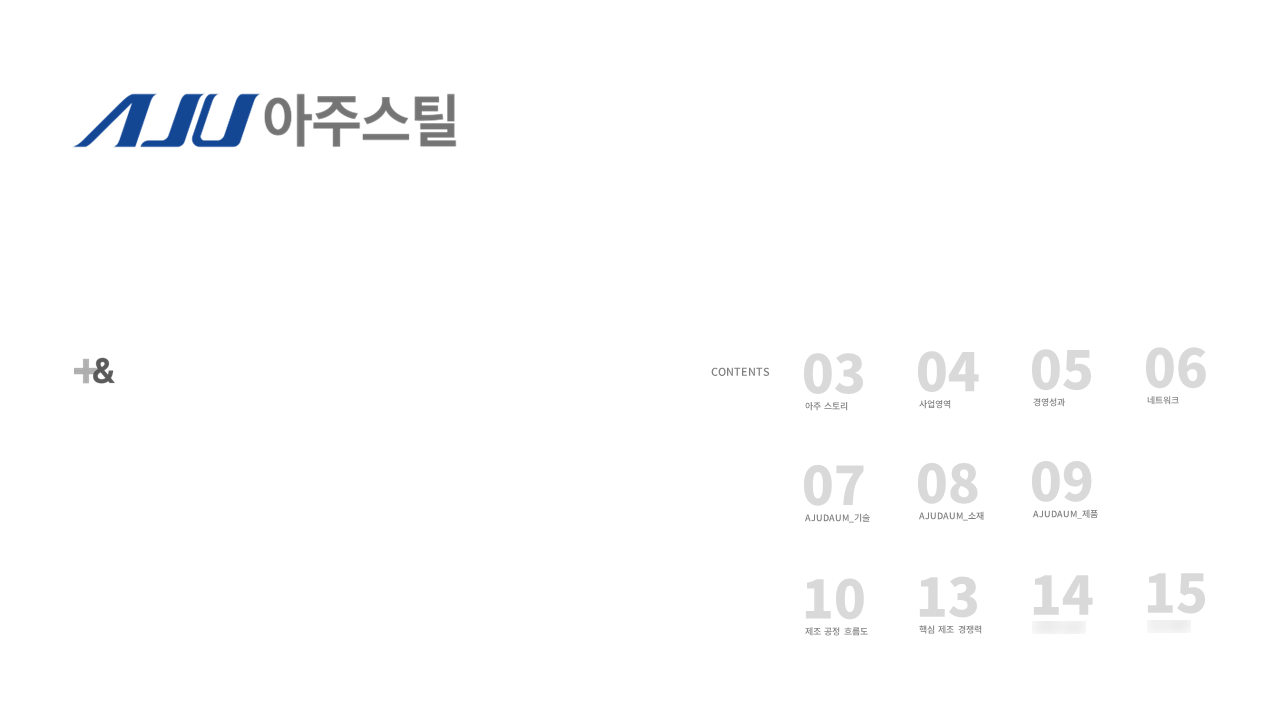 AJU 아주스틸
+&
CONTENTS
03 04 05 06
아주 스토리 사업영역 경영성과 네트워크
07 08 09
AJUDAUM_기술 AJUDAUM_소재 AJUDAUM_제품
10 13 14 15
제조 공정 흐름도 핵심 제조 경쟁력